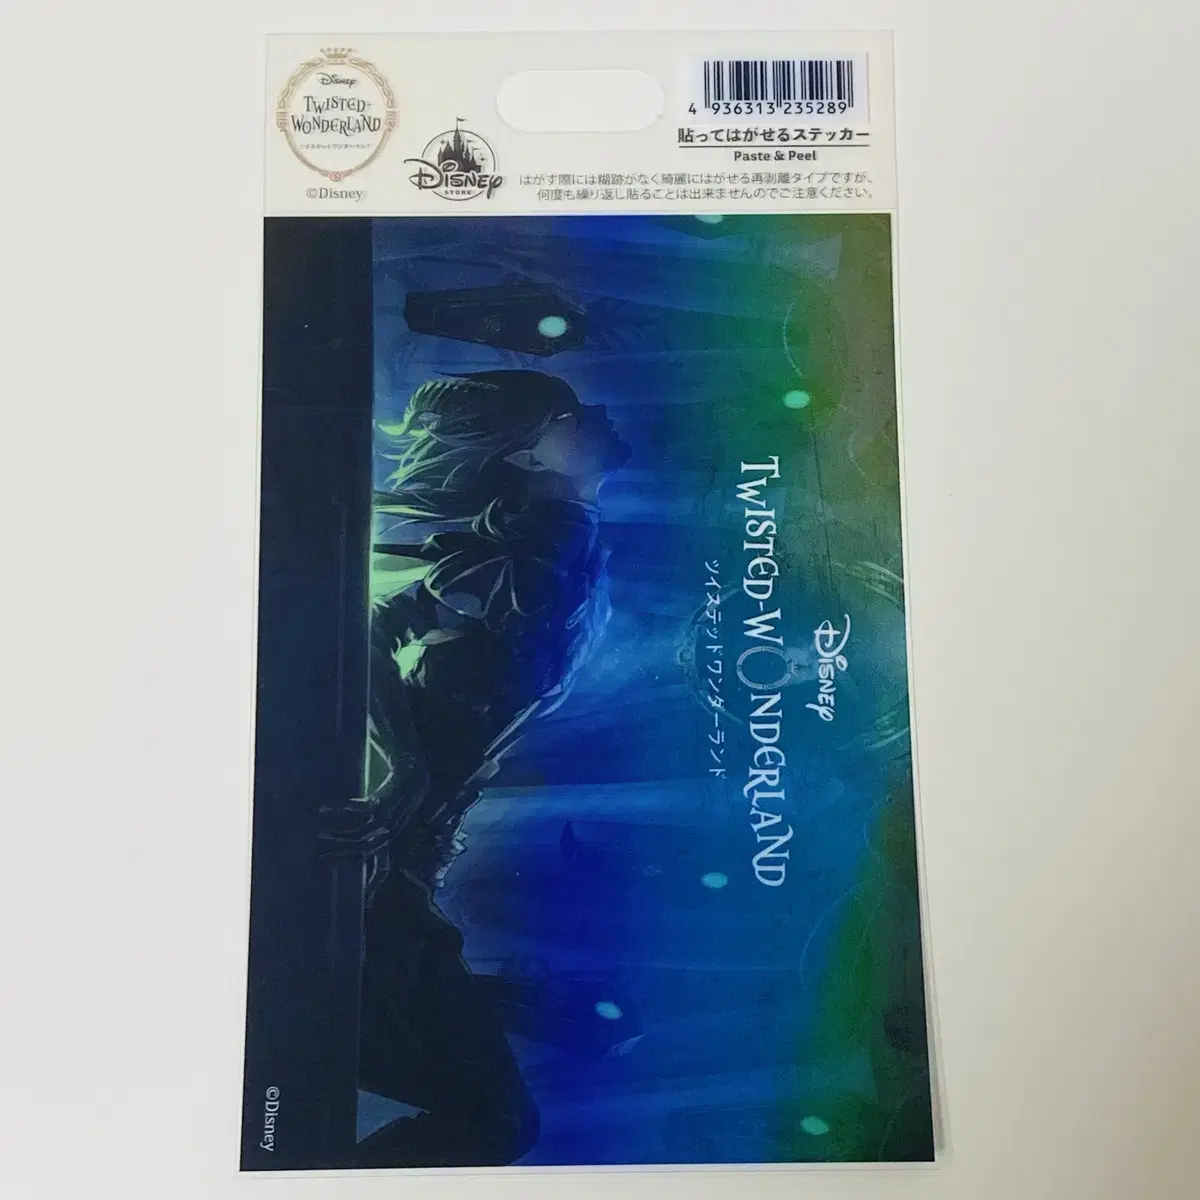 Disney
TWISTED-
WONDERLAND
ツイステッドワンダーランド
©Disney
Disney
STORE
4 936313 235289
貼ってはがせるステッカー
Paste & Peel
はがす際には糊跡がなく綺麗にはがせる再剥離タイプですが、
何度も繰り返し貼ることは出来ませんのでご注意ください。
Disney
TWISTED-WONDERLAND
ツイステッドワンダーランド
©Disney